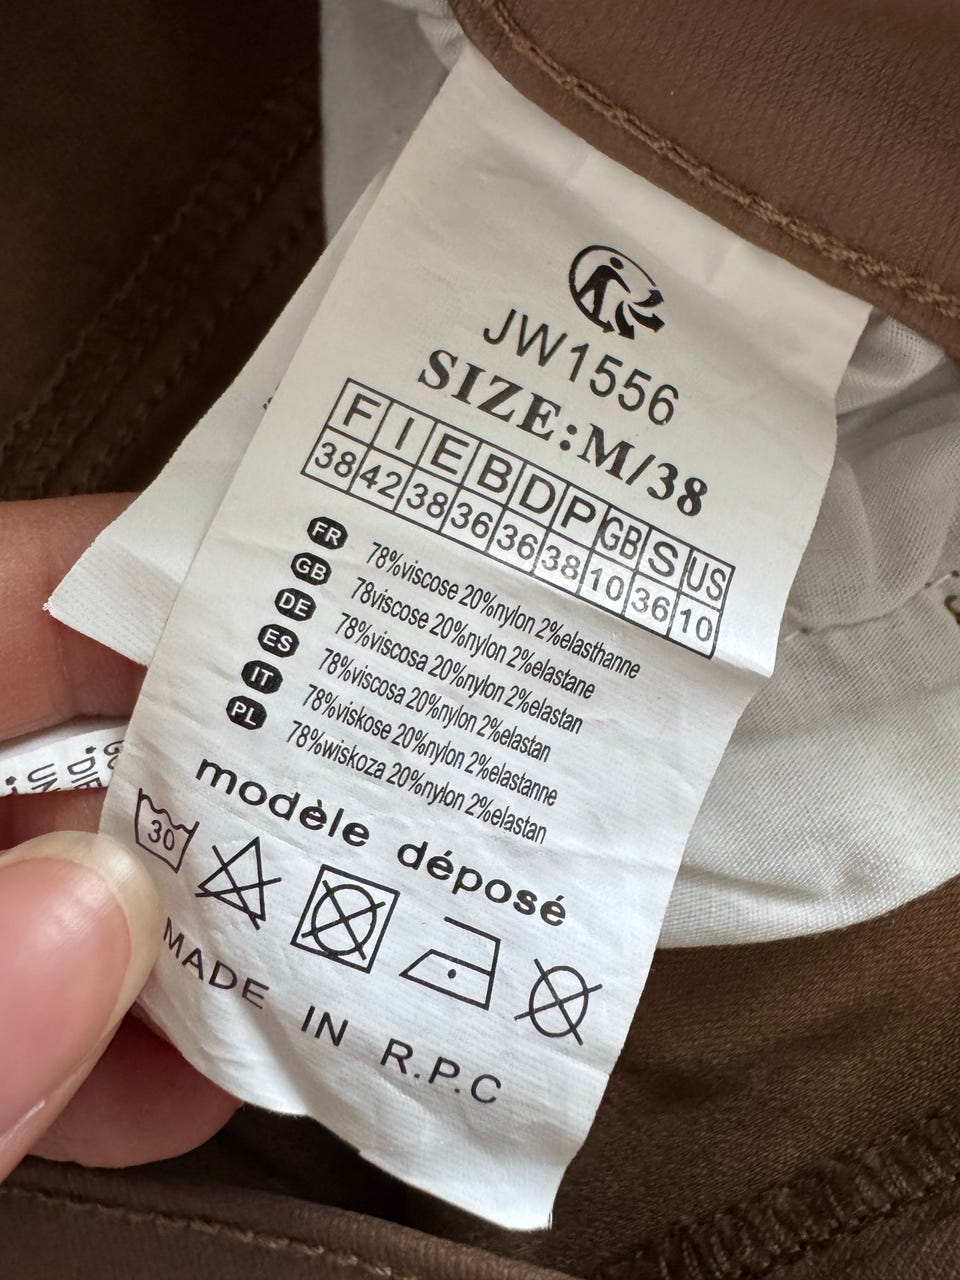 JW1556
SIZE:M/38
F I E B D P GB S US
38 42 38 36 36 38 10 36 10
FR 78%viscose 20%nylon 2%elasthanne
GB 78viscose 20%nylon 2%elastane
DE 78%viscosa 20%nylon 2%elastan
ES 78%viscosa 20%nylon 2%elastan
IT 78%viskose 20%nylon 2%elastanne
PL 78%wiskoza 20%nylon 2%elastan
modèle déposé
30
MADE IN R.P.C